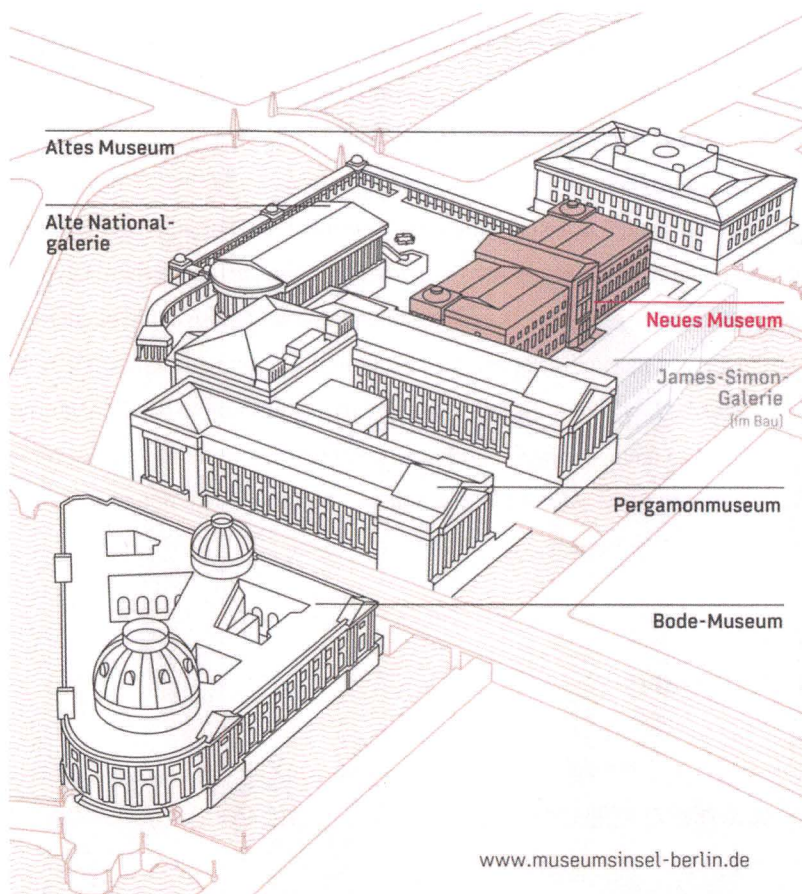 Altes Museum
Alte National-
galerie
Neues Museum
James-Simon-
Galerie
(im Bau)
Pergamonmuseum
Bode-Museum
www.museumsinsel-berlin.de